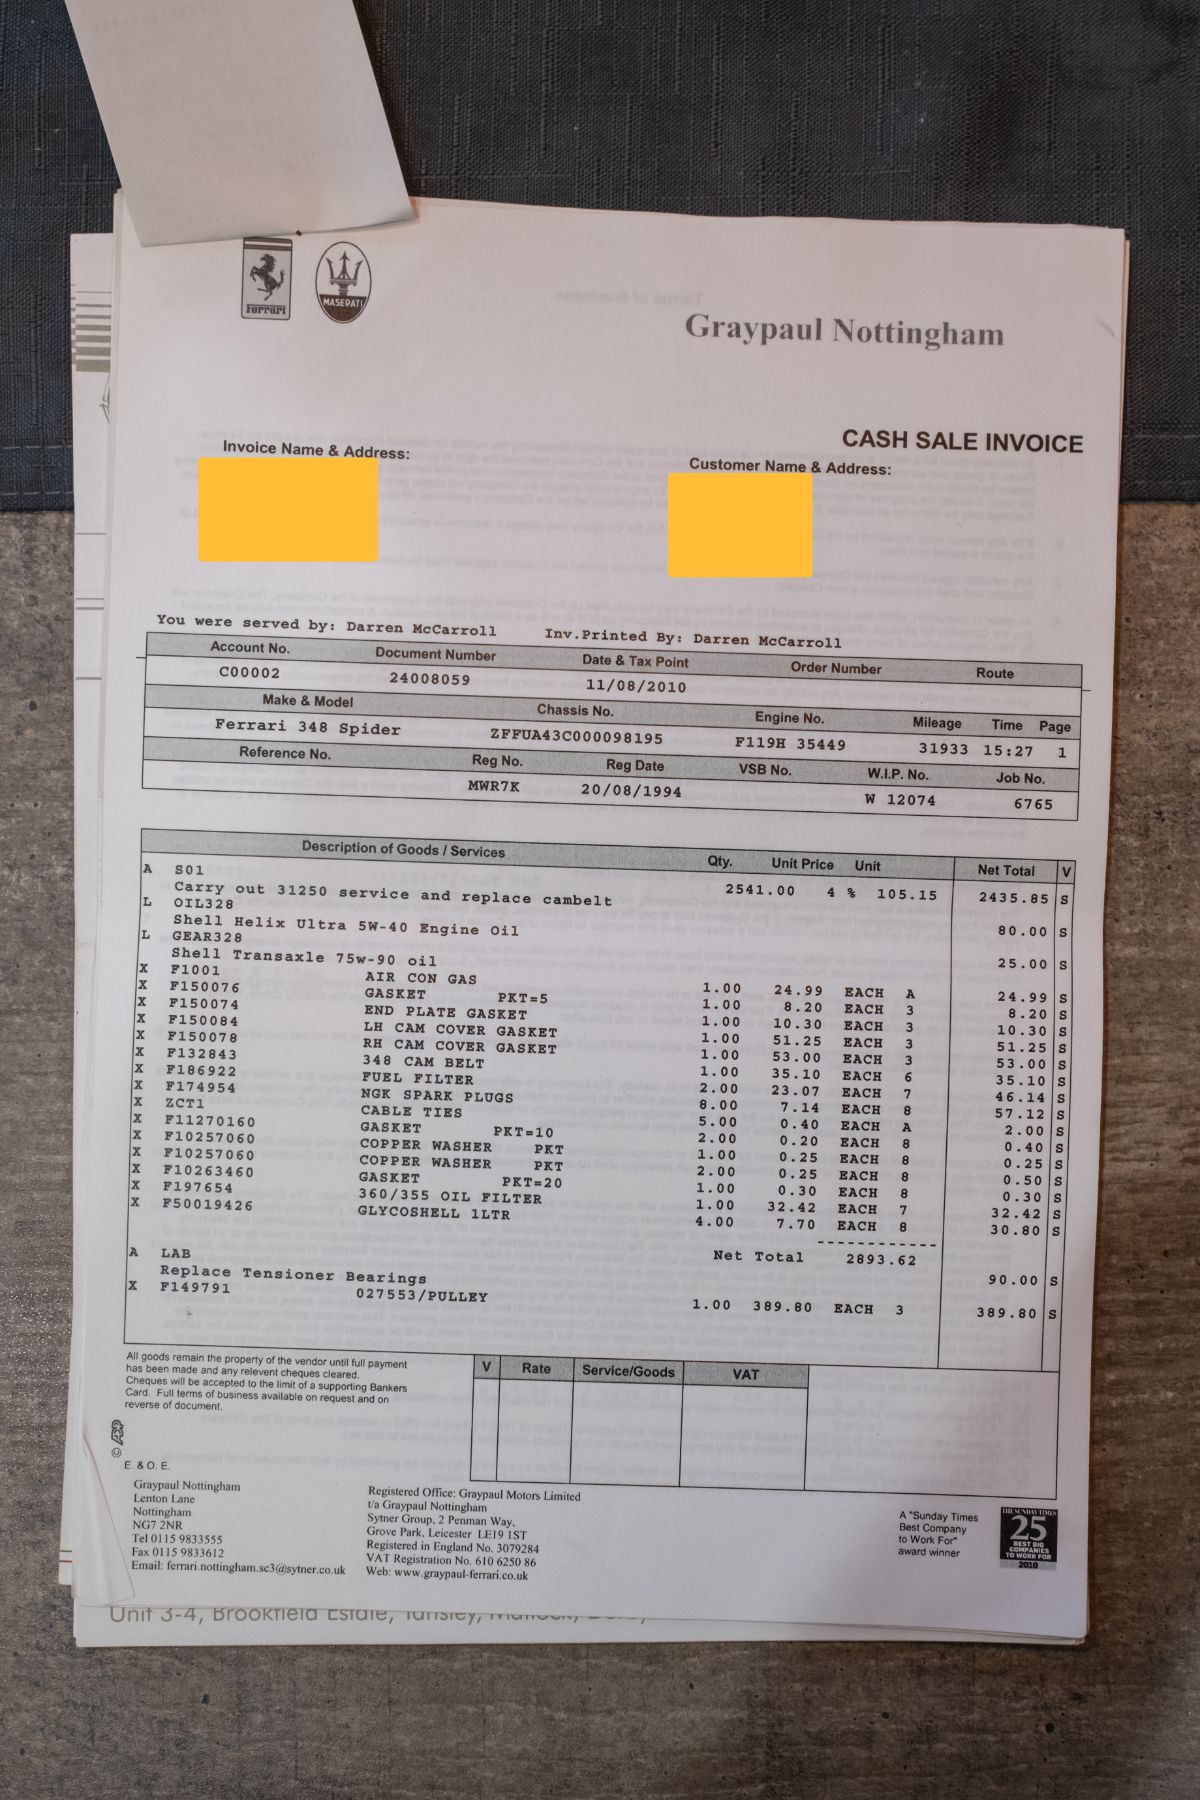 Ferrari
MASERATI
Graypaul Nottingham
CASH SALE INVOICE
Invoice Name & Address:
Customer Name & Address:
You were served by: Darren McCarroll Inv.Printed By: Darren McCarroll
Account No. Document Number Date & Tax Point Order Number Route
C00002 24008059 11/08/2010
Make & Model Chassis No. Engine No. Mileage Time Page
Ferrari 348 Spider ZFFUA43C000098195 F119H 35449 31933 15:27 1
Reference No. Reg No. Reg Date VSB No. W.I.P. No. Job No.
MWR7K 20/08/1994 W 12074 6765
Description of Goods / Services Qty. Unit Price Unit Net Total V
A S01 2541.00 4 % 105.15 2435.85 S
Carry out 31250 service and replace cambelt
L OIL328 80.00 S
Shell Helix Ultra 5W-40 Engine Oil
L GEAR328 25.00 S
Shell Transaxle 75w-90 oil
X F1001 AIR CON GAS 1.00 24.99 EACH A 24.99 S
X F150076 GASKET PKT=5 1.00 8.20 EACH 3 8.20 S
X F150074 END PLATE GASKET 1.00 10.30 EACH 3 10.30 S
X F150084 LH CAM COVER GASKET 1.00 51.25 EACH 3 51.25 S
X F150078 RH CAM COVER GASKET 1.00 53.00 EACH 3 53.00 S
X F132843 348 CAM BELT 1.00 35.10 EACH 6 35.10 S
X F186922 FUEL FILTER 2.00 23.07 EACH 7 46.14 S
X F174954 NGK SPARK PLUGS 8.00 7.14 EACH 8 57.12 S
X ZCT1 CABLE TIES 5.00 0.40 EACH A 2.00 S
X F11270160 GASKET PKT=10 2.00 0.20 EACH 8 0.40 S
X F10257060 COPPER WASHER PKT 1.00 0.25 EACH 8 0.25 S
X F10257060 COPPER WASHER PKT 2.00 0.25 EACH 8 0.50 S
X F10263460 GASKET PKT=20 1.00 0.30 EACH 8 0.30 S
X F197654 360/355 OIL FILTER 1.00 32.42 EACH 7 32.42 S
X F50019426 GLYCOSHELL 1LTR 4.00 7.70 EACH 8 30.80 S
Net Total 2893.62
A LAB 90.00 S
Replace Tensioner Bearings
X F149791 027553/PULLEY 1.00 389.80 EACH 3 389.80 S
All goods remain the property of the vendor until full payment
has been made and any relevent cheques cleared.
Cheques will be accepted to the limit of a supporting Bankers
Card. Full terms of business available on request and on
reverse of document.
V Rate Service/Goods VAT
© ADP
E. & O. E.
Graypaul Nottingham
Lenton Lane
Nottingham
NG7 2NR
Tel 0115 9833555
Fax 0115 9833612
Email: ferrari.nottingham.sc3@sytner.co.uk
Registered Office: Graypaul Motors Limited
t/a Graypaul Nottingham
Sytner Group, 2 Penman Way,
Grove Park, Leicester LE19 1ST
Registered in England No. 3079284
VAT Registration No. 610 6250 86
Web: www.graypaul-ferrari.co.uk
A "Sunday Times
Best Company
to Work For"
award winner
THE SUNDAY TIMES
25
BEST BIG
COMPANIES
TO WORK FOR
2010
Unit 3-4, Brookfield Estate, Tansley, Matlock,